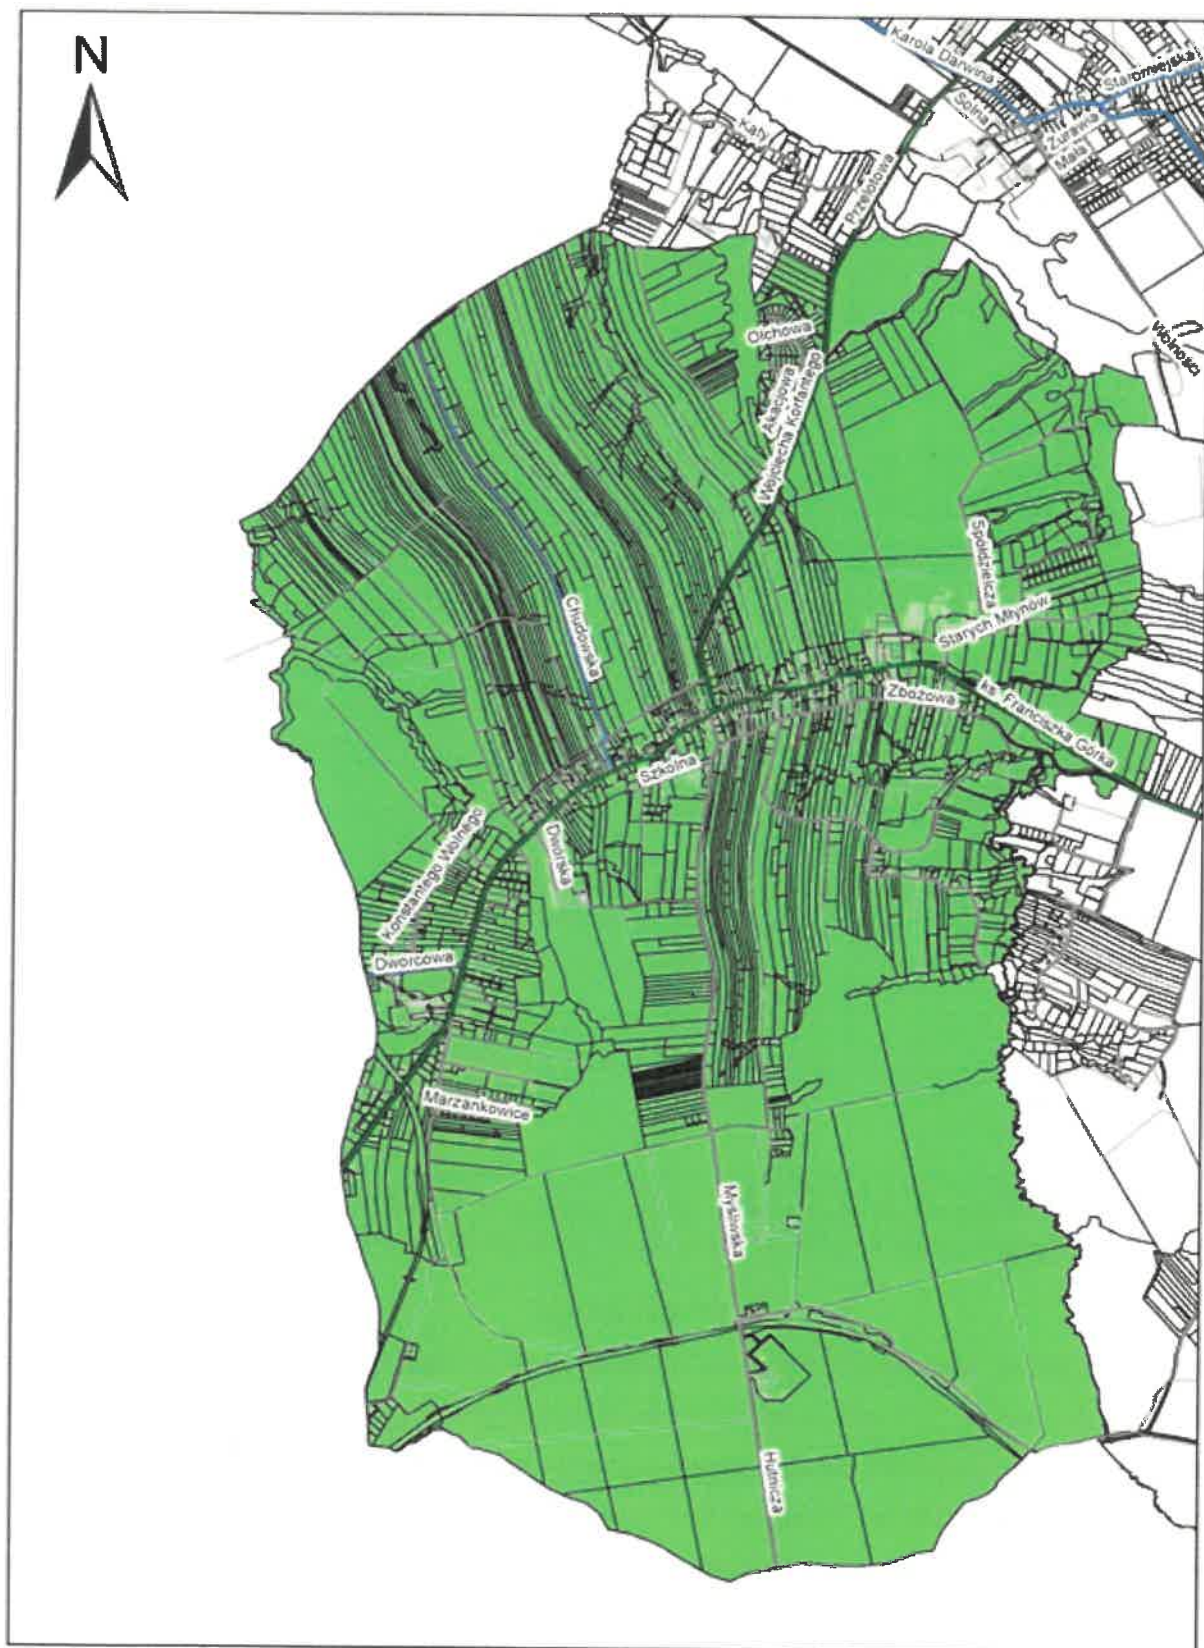 N
Karola Darwina
Staromiejska
Solna
Żurawia
Mała
Kąty
Przelotowa
Wolności
Olchowa
Akacjowa
Wojciecha Korfantego
Spółdzielcza
Starych Młynów
Chudowska
Zbożowa
ks. Franciszka Górka
Szkolna
Dworska
Konstantego Wolnego
Dworcowa
Marzankowice
Myśliwska
Hutnicza